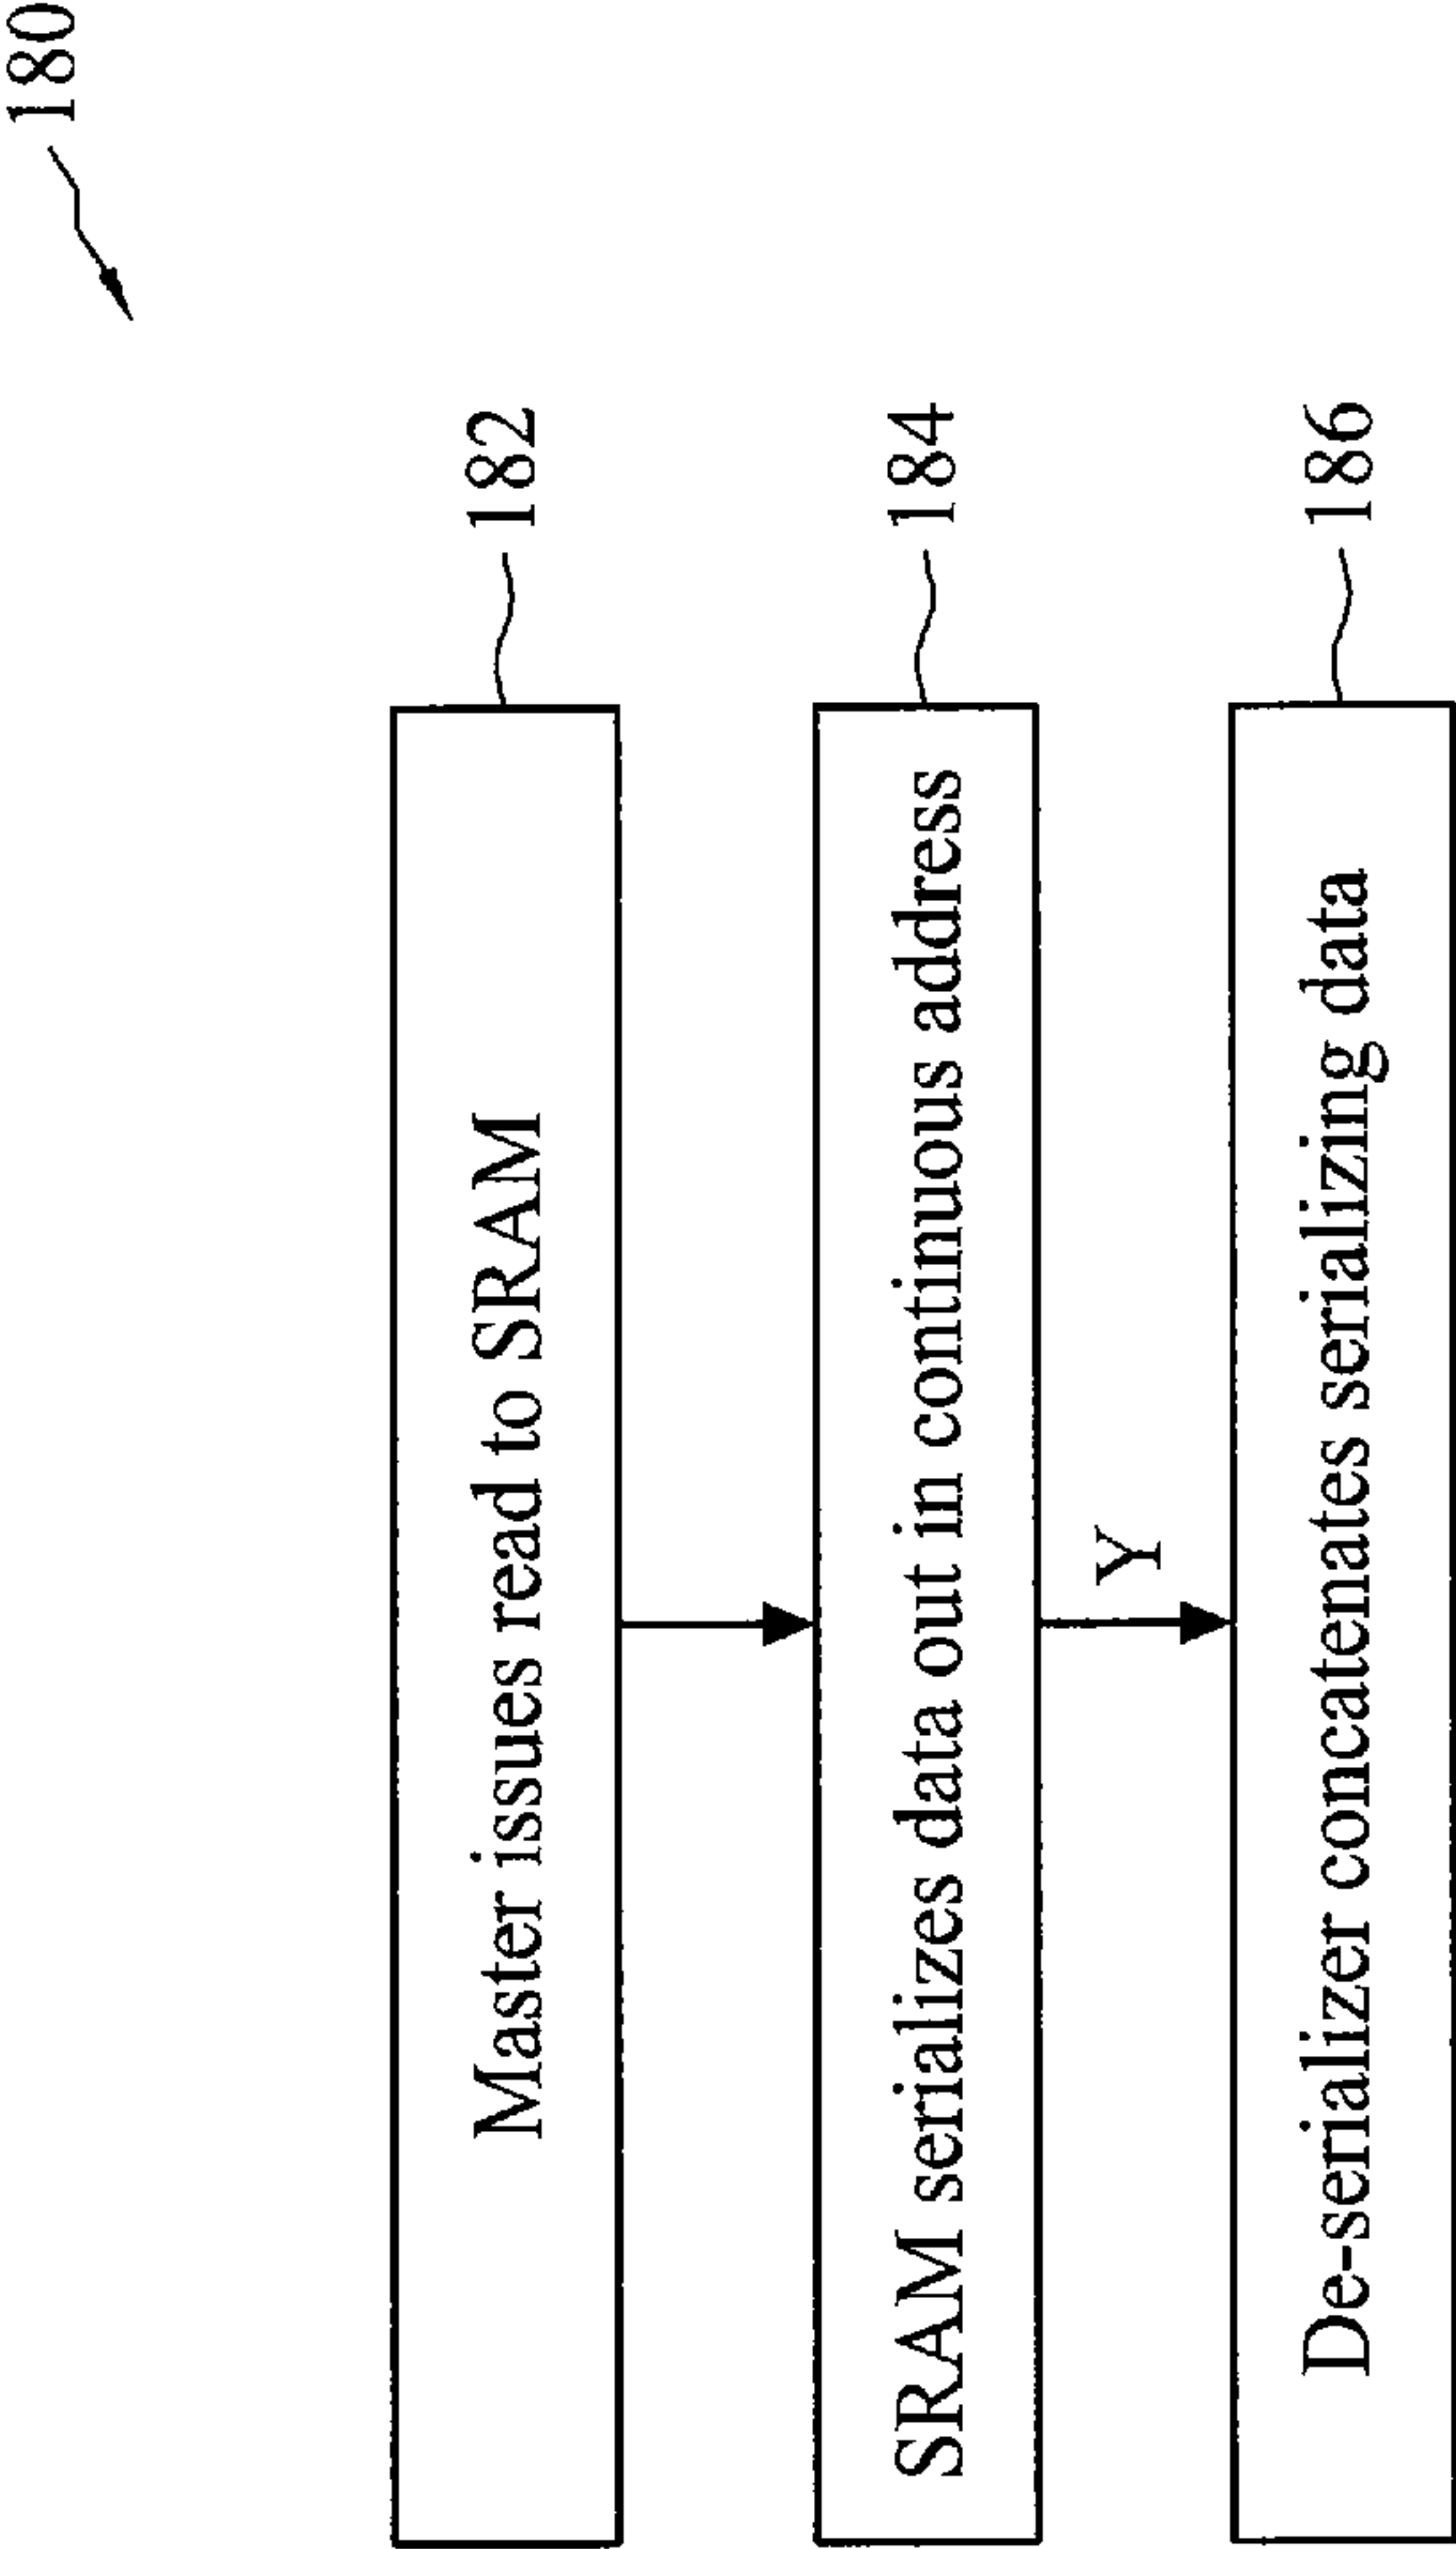 180
Master issues read to SRAM
182
SRAM serializes data out in continuous address
184
Y
De-serializer concatenates serializing data
186